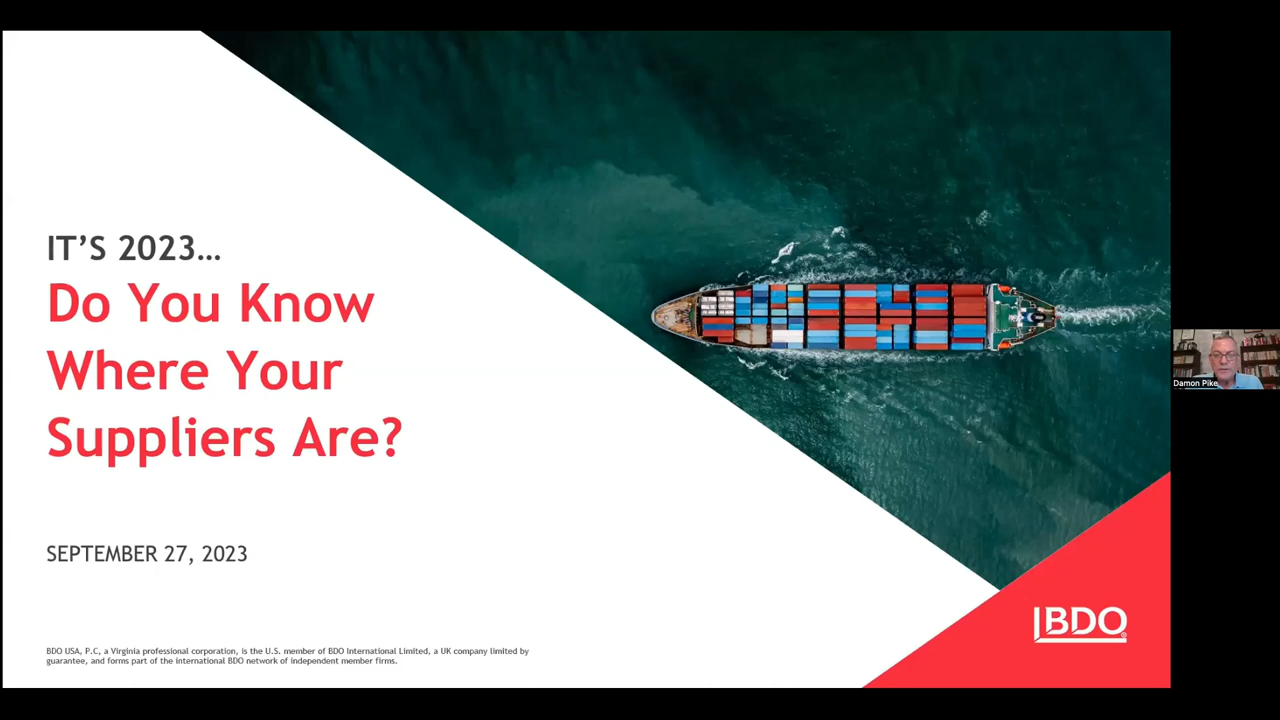 IT’S 2023…
Do You Know
Where Your
Suppliers Are?
SEPTEMBER 27, 2023
BDO USA, P.C, a Virginia professional corporation, is the U.S. member of BDO International Limited, a UK company limited by
guarantee, and forms part of the international BDO network of independent member firms.
BDO
Damon Pike